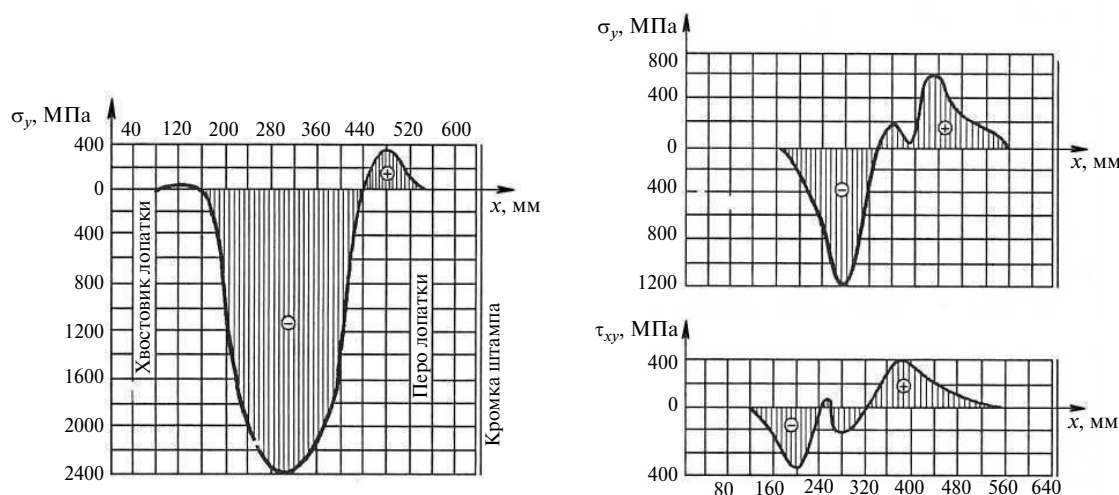 σy, МПа
40 120 200 280 360 440 520 600
400
0
400
800
1200
1600
2000
2400
Хвостовик лопатки
Перо лопатки
Кромка штампа
x, мм
+
−
σy, МПа
800
400
0
400
800
1200
x, мм
+
−
τxy, МПа
400
0
400
x, мм
+
−
80 160 240 320 400 480 560 640